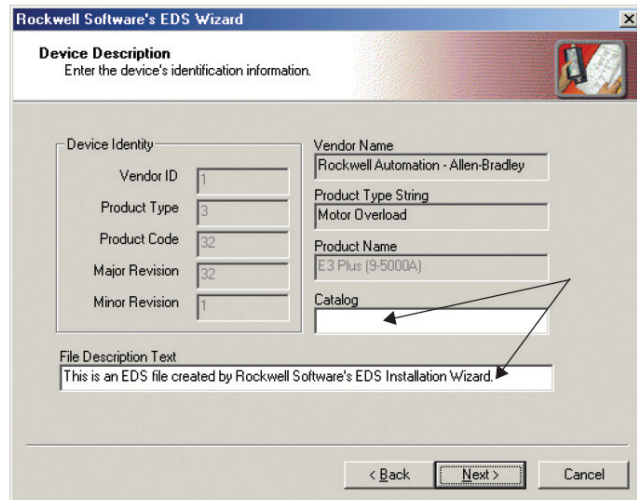 Rockwell Software's EDS Wizard
Device Description
Enter the device's identification information.
Device Identity
Vendor ID
1
Product Type
3
Product Code
32
Major Revision
32
Minor Revision
1
Vendor Name
Rockwell Automation - Allen-Bradley
Product Type String
Motor Overload
Product Name
E3 Plus (9-5000A)
Catalog
File Description Text
This is an EDS file created by Rockwell Software's EDS Installation Wizard.
< Back
Next >
Cancel